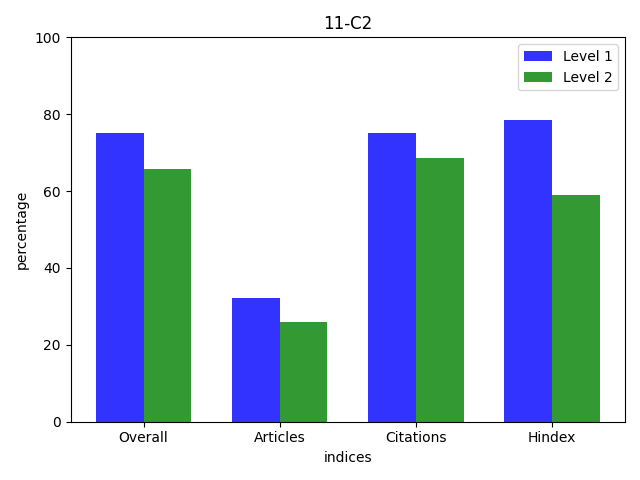 11-C2
100
80
60
40
20
0
percentage
Level 1
Level 2
Overall Articles Citations Hindex
indices